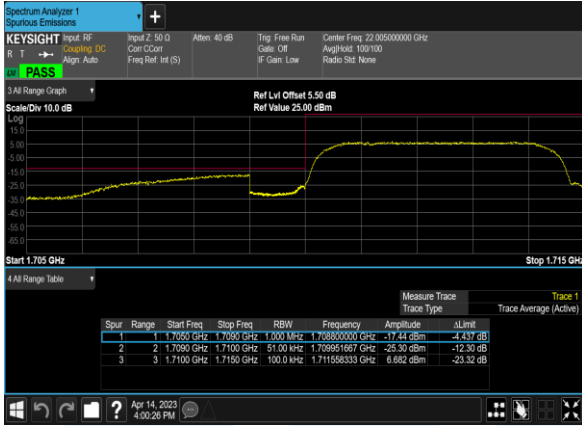 Spectrum Analyzer 1
Spurious Emissions
KEYSIGHT Input: RF Input Z: 50 Ω Atten: 40 dB Trig: Free Run Center Freq: 22.005000000 GHz
R T Coupling: DC Corr CCorr Gate: Off Avg|Hold: 100/100
Align: Auto Freq Ref: Int (S) IF Gain: Low Radio Std: None
PASS
3 All Range Graph
Ref Lvl Offset 5.50 dB
Scale/Div 10.0 dB Ref Value 25.00 dBm
Log
15.0
5.00
-5.00
-15.0
-25.0
-35.0
-45.0
-55.0
-65.0
Start 1.705 GHz Stop 1.715 GHz
4 All Range Table
Measure Trace Trace 1
Trace Type Trace Average (Active)
Spur Range Start Freq Stop Freq RBW Frequency Amplitude ΔLimit
1 1 1.7050 GHz 1.7090 GHz 1.000 MHz 1.708800000 GHz -17.44 dBm -4.437 dB
2 2 1.7090 GHz 1.7100 GHz 51.00 kHz 1.709951667 GHz -25.30 dBm -12.30 dB
3 3 1.7100 GHz 1.7150 GHz 100.0 kHz 1.711558333 GHz 6.682 dBm -23.32 dB
? Apr 14, 2023
4:00:26 PM